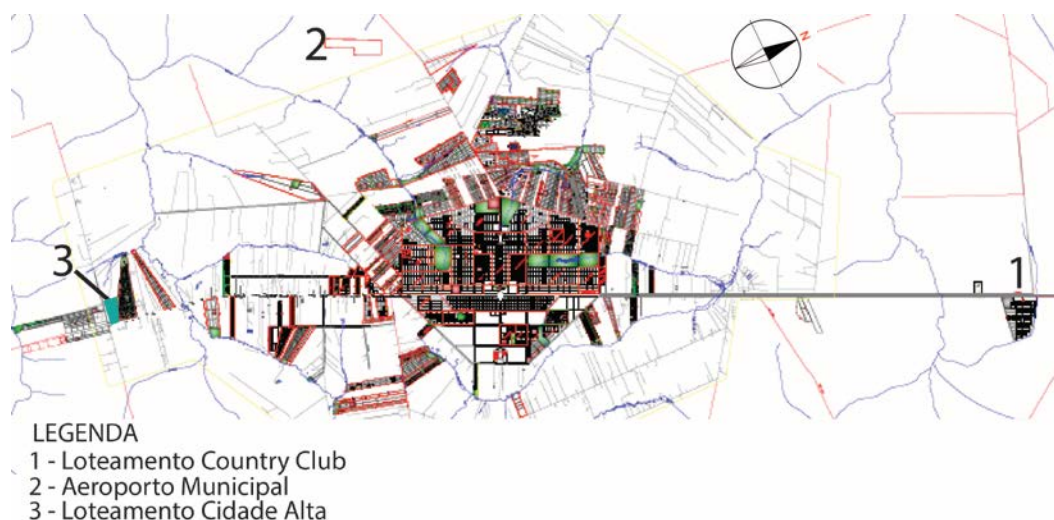 2
N
3
1
LEGENDA
1 - Loteamento Country Club
2 - Aeroporto Municipal
3 - Loteamento Cidade Alta